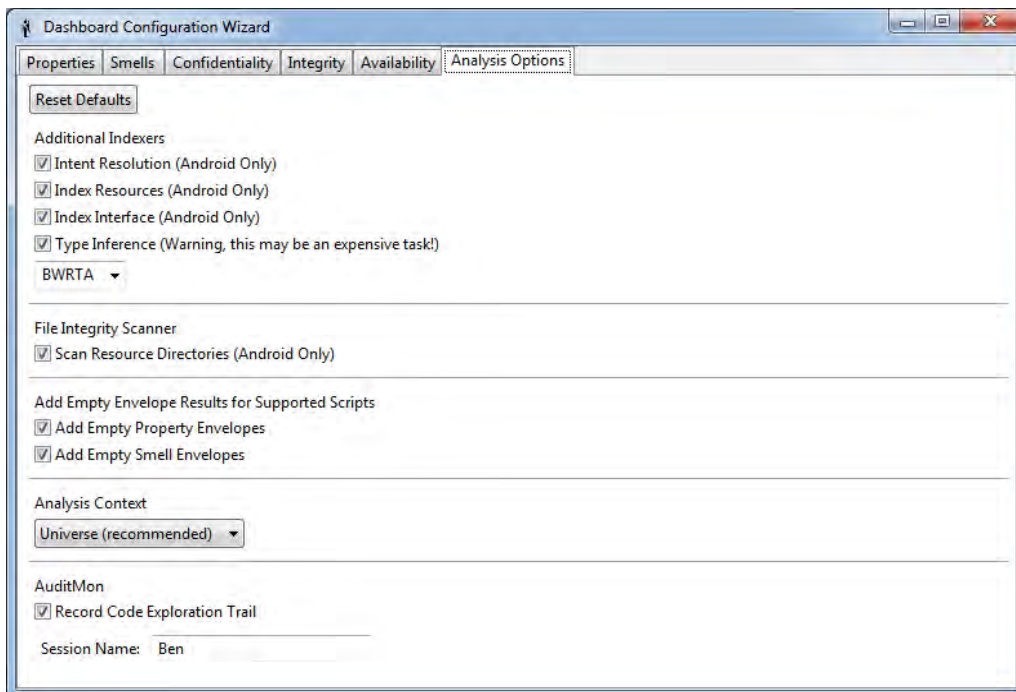 Dashboard Configuration Wizard
Properties Smells Confidentiality Integrity Availability Analysis Options
Reset Defaults
Additional Indexers
Intent Resolution (Android Only)
Index Resources (Android Only)
Index Interface (Android Only)
Type Inference (Warning, this may be an expensive task!)
BWRTA
File Integrity Scanner
Scan Resource Directories (Android Only)
Add Empty Envelope Results for Supported Scripts
Add Empty Property Envelopes
Add Empty Smell Envelopes
Analysis Context
Universe (recommended)
AuditMon
Record Code Exploration Trail
Session Name: Ben